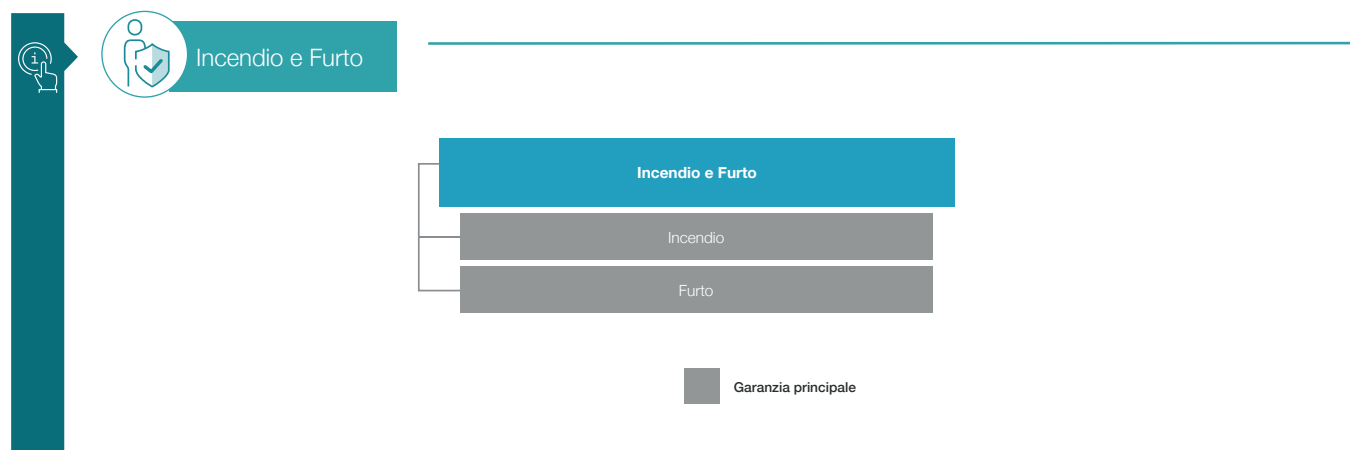 Incendio e Furto
Incendio e Furto
Incendio
Furto
Garanzia principale